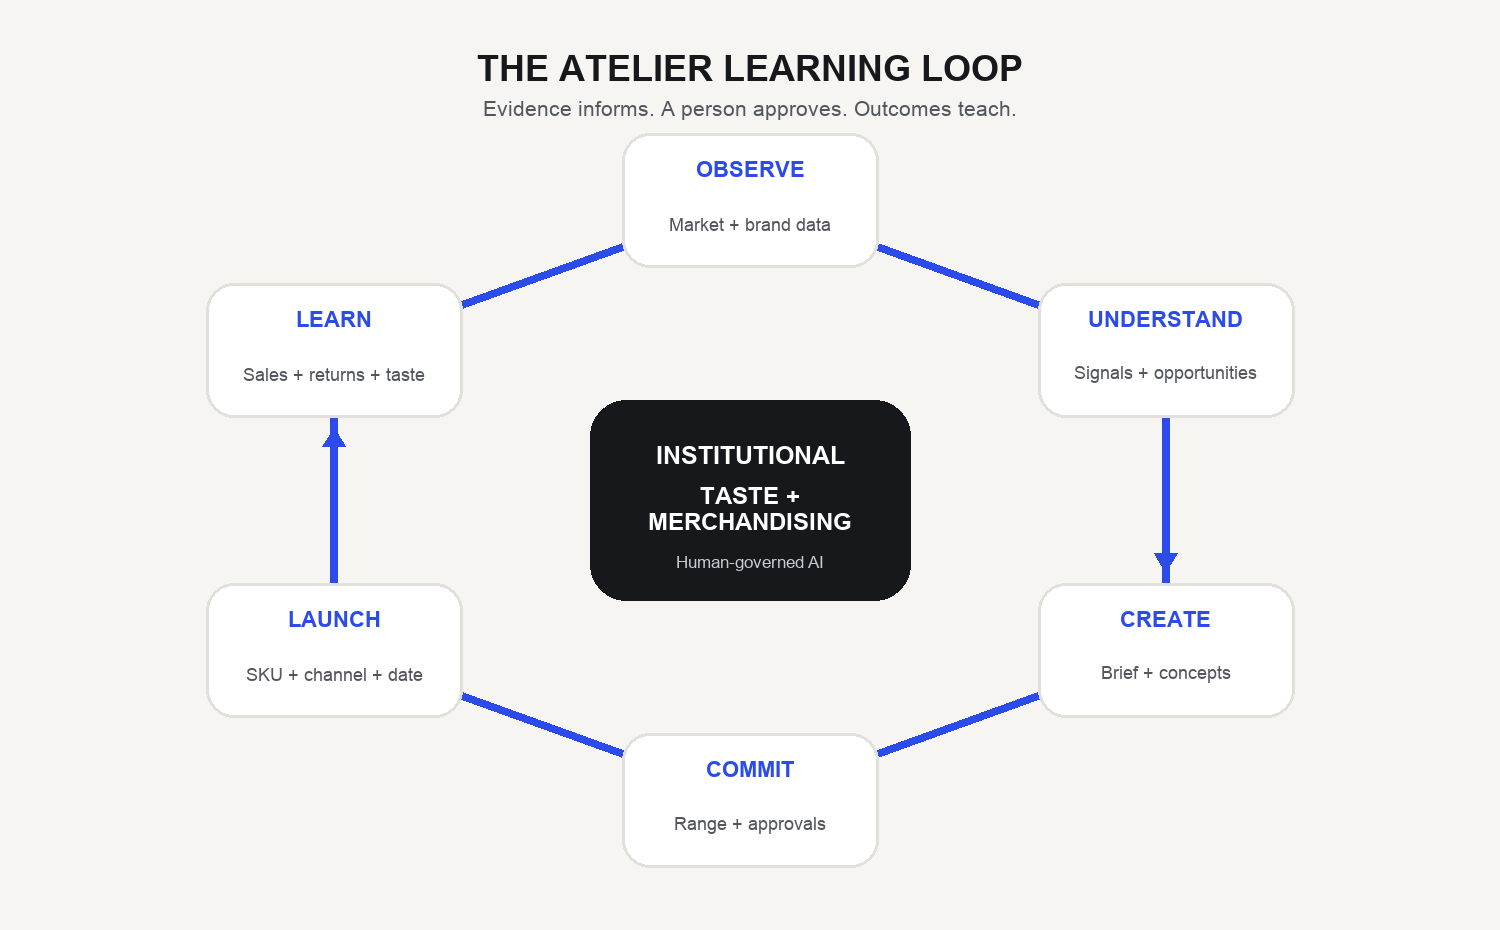 THE ATELIER LEARNING LOOP
Evidence informs. A person approves. Outcomes teach.
OBSERVE
Market + brand data
LEARN
Sales + returns + taste
UNDERSTAND
Signals + opportunities
INSTITUTIONAL
TASTE +
MERCHANDISING
Human-governed AI
LAUNCH
SKU + channel + date
CREATE
Brief + concepts
COMMIT
Range + approvals